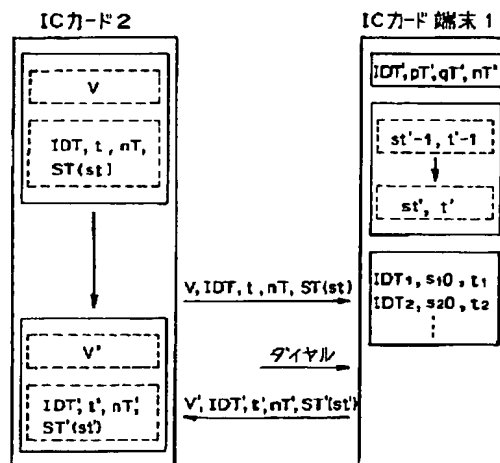 ICカード2
V
IDT, t, nT,
ST(st)
V'
IDT', t', nT',
ST'(st')
V, IDT, t, nT, ST(st)
ダイヤル
V', IDT', t', nT', ST'(st')
ICカード端末1
IDT', pT', qT', nT'
st'-1, t'-1
st', t'
IDT1, s10, t1
IDT2, s20, t2
⋮